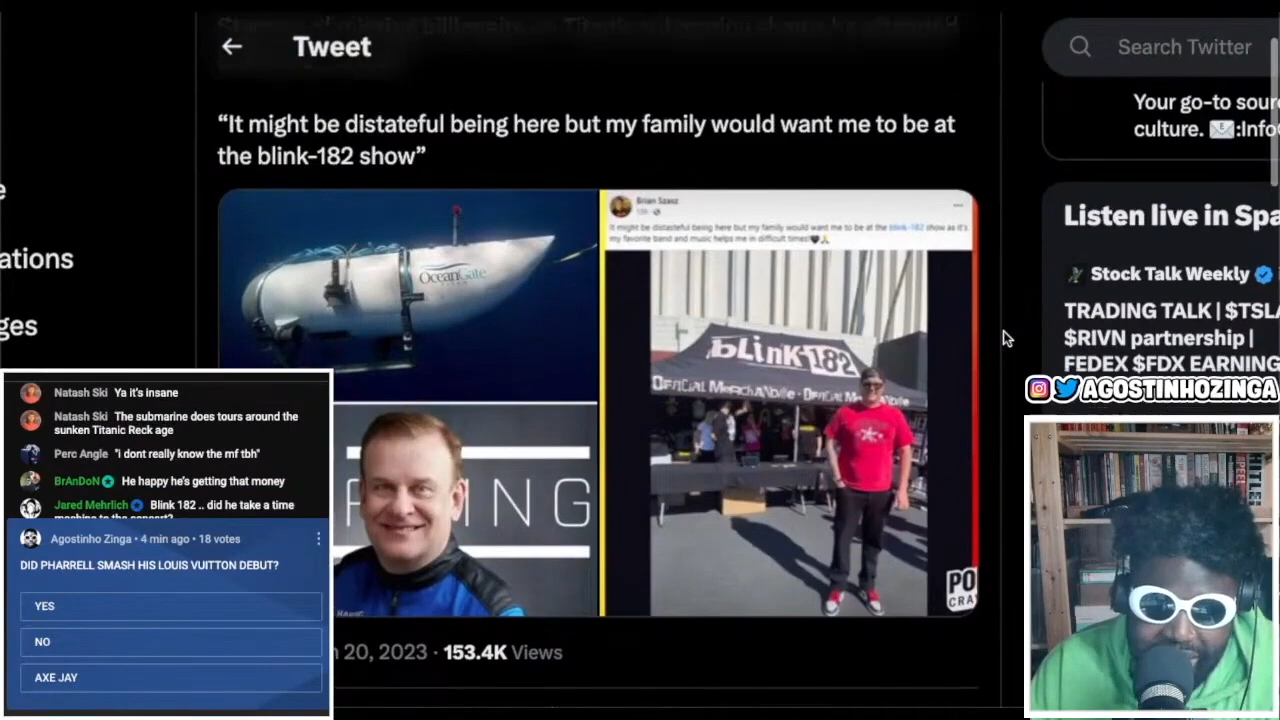 Tweet
Search Twitter
“It might be distateful being here but my family would want me to be at
the blink-182 show”
Your go-to sour
culture. ✉:Info
OceanGate
Brian Szasz
It might be distasteful being here but my family would want me to be at the blink-182 show as it's
my favorite band and music helps me in difficult times!🖤🙏
blink-182
OFFICIAL MERCHANDISE
ING
PO
CRA
20, 2023 · 153.4K Views
e
ations
ges
Listen live in Spa
Stock Talk Weekly
TRADING TALK | $TSLA
$RIVN partnership |
FEDEX $FDX EARNING
AGOSTINHOZINGA
Natash Ski Ya it's insane
Natash Ski The submarine does tours around the
sunken Titanic Reck age
Perc Angle "i dont really know the mf tbh"
BrAnDoN He happy he's getting that money
Jared Mehrlich Blink 182 .. did he take a time
Agostinho Zinga • 4 min ago • 18 votes
DID PHARRELL SMASH HIS LOUIS VUITTON DEBUT?
YES
NO
AXE JAY